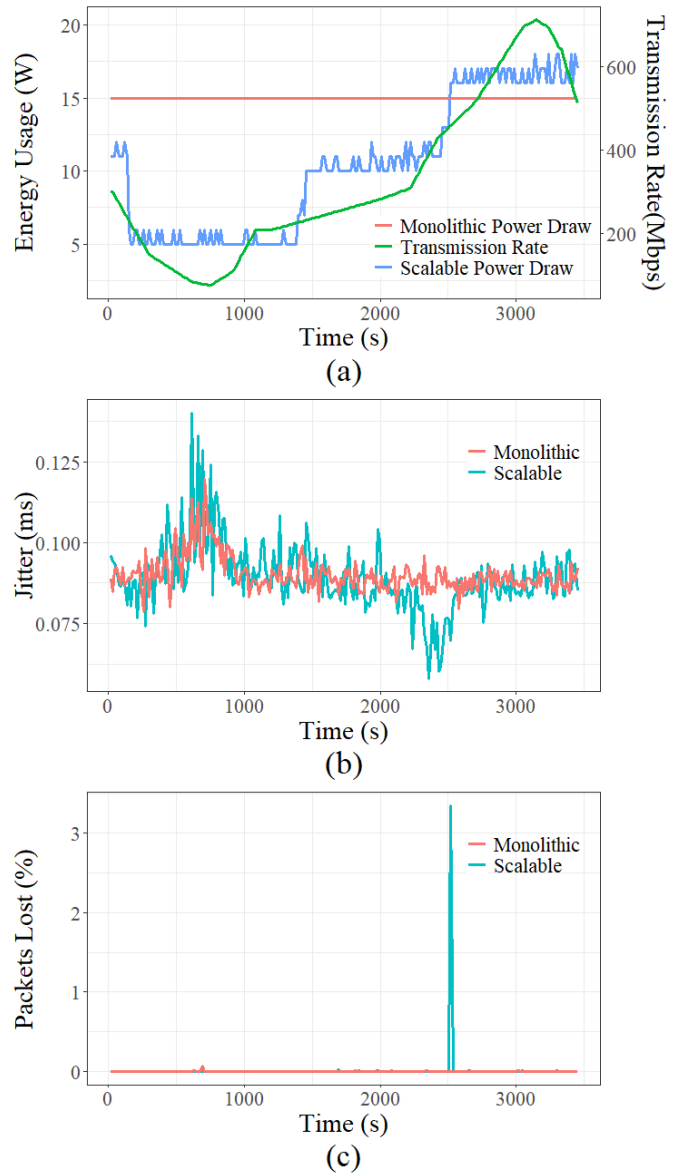 20
15
10
5
Energy Usage (W)
600
400
200
Transmission Rate(Mbps)
Monolithic Power Draw
Transmission Rate
Scalable Power Draw
0 1000 2000 3000
Time (s)
(a)
0.125
0.100
0.075
Jitter (ms)
Monolithic
Scalable
0 1000 2000 3000
Time (s)
(b)
3
2
1
0
Packets Lost (%)
Monolithic
Scalable
0 1000 2000 3000
Time (s)
(c)